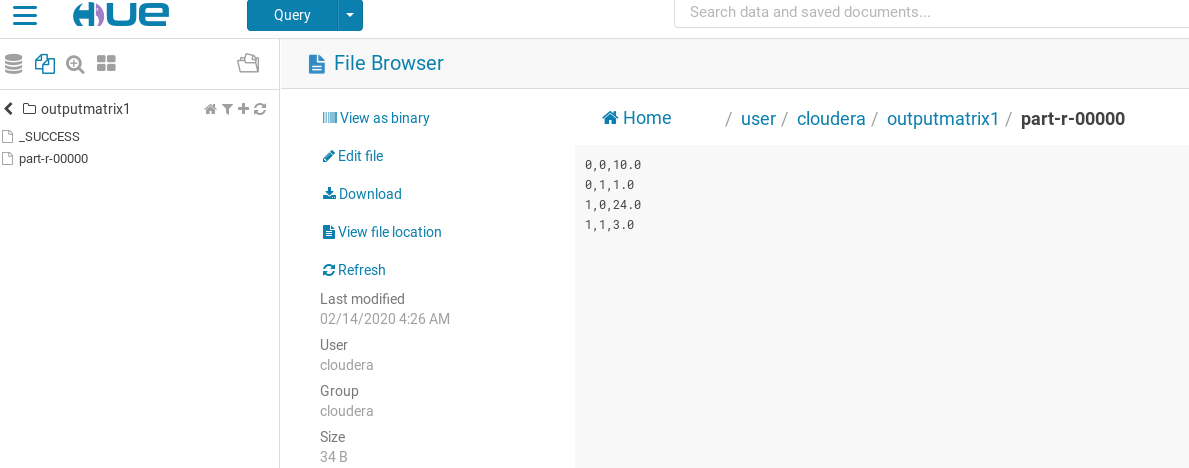 HUE
Query
Search data and saved documents...
File Browser
outputmatrix1
_SUCCESS
part-r-00000
View as binary
Edit file
Download
View file location
Refresh
Last modified
02/14/2020 4:26 AM
User
cloudera
Group
cloudera
Size
34 B
Home / user / cloudera / outputmatrix1 / part-r-00000
0,0,10.0
0,1,1.0
1,0,24.0
1,1,3.0